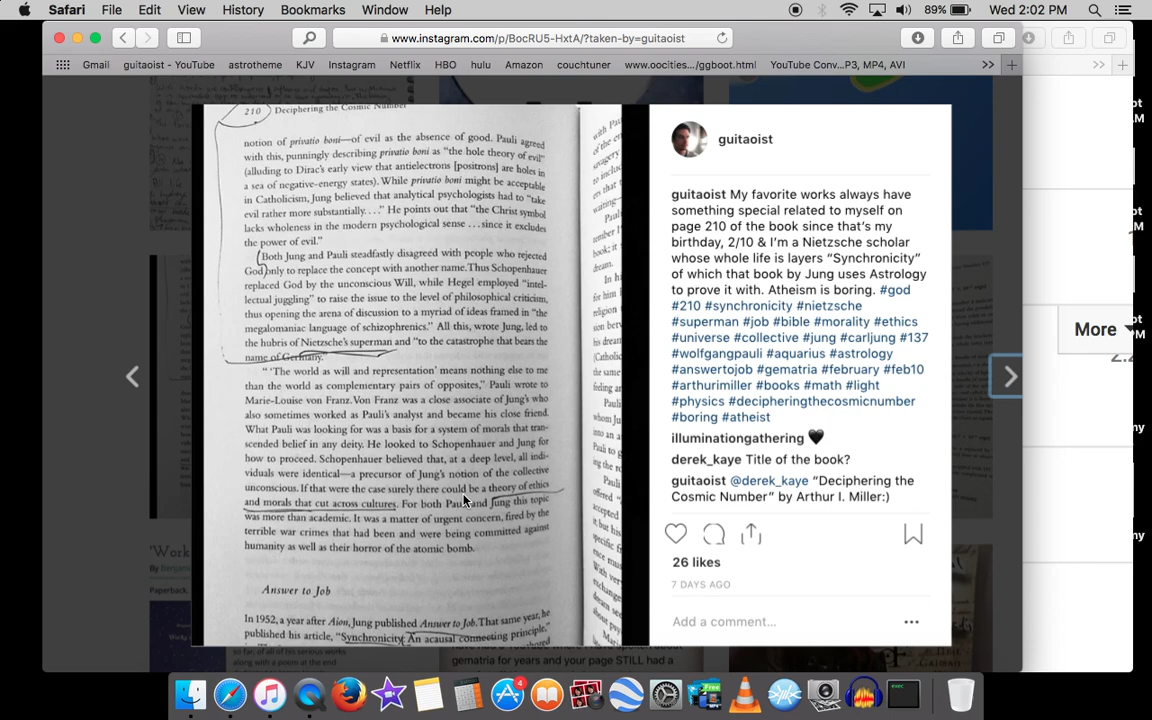 Safari File Edit View History Bookmarks Window Help 89% Wed 2:02 PM
www.instagram.com/p/BocRU5-HxtA/?taken-by=guitaoist
Gmail guitaoist - YouTube astrotheme KJV Instagram Netflix HBO hulu Amazon couchtuner www.oocities..../ggboot.html YouTube Conv...P3, MP4, AVI
210 Deciphering the Cosmic Number
notion of privatio boni—of evil as the absence of good. Pauli agreed
with this, punningly describing privatio boni as "the hole theory of evil"
(alluding to Dirac's early view that antielectrons [positrons] are holes in
a sea of negative-energy states). While privatio boni might be acceptable
in Catholicism, Jung believed that analytical psychologists had to "take
evil rather more substantially. . . ." He points out that "the Christ symbol
lacks wholeness in the modern psychological sense . . . since it excludes
the power of evil."
Both Jung and Pauli steadfastly disagreed with people who rejected
God only to replace the concept with another name. Thus Schopenhauer
replaced God by the unconscious Will, while Hegel employed "intel-
lectual juggling" to raise the issue to the level of philosophical criticism,
thus opening the arena of discussion to a myriad of ideas framed in "the
megalomaniac language of schizophrenics." All this, wrote Jung, led to
the hubris of Nietzsche's superman and "to the catastrophe that bears the
name of Germany."
" 'The world as will and representation' means nothing else to me
than the world as complementary pairs of opposites," Pauli wrote to
Marie-Louise von Franz. Von Franz was a close associate of Jung's who
also sometimes worked as Pauli's analyst and became his close friend.
What Pauli was looking for was a basis for a system of morals that tran-
scended belief in any deity. He looked to Schopenhauer and Jung for
how to proceed. Schopenhauer believed that, at a deep level, all indi-
viduals were identical—a precursor of Jung's notion of the collective
unconscious. If that were the case surely there could be a theory of ethics
and morals that cut across cultures. For both Pauli and Jung this topic
was more than academic. It was a matter of urgent concern, fired by the
terrible war crimes that had been and were being committed against
humanity as well as their horror of the atomic bomb.
Answer to Job
In 1952, a year after Aion, Jung published Answer to Job. That same year, he
published his article, "Synchronicity: An acausal connecting principle,"
guitaoist
guitaoist My favorite works always have
something special related to myself on
page 210 of the book since that's my
birthday, 2/10 & I'm a Nietzsche scholar
whose whole life is layers "Synchronicity"
of which that book by Jung uses Astrology
to prove it with. Atheism is boring. #god
#210 #synchronicity #nietzsche
#superman #job #bible #morality #ethics
#universe #collective #jung #carljung #137
#wolfgangpauli #aquarius #astrology
#answertojob #gematria #february #feb10
#arthurimiller #books #math #light
#physics #decipheringthecosmicnumber
#boring #atheist
illuminationgathering 🖤
derek_kaye Title of the book?
guitaoist @derek_kaye "Deciphering the
Cosmic Number" by Arthur I. Miller:)
26 likes
7 DAYS AGO
Add a comment...
More
'Work
By Benjam
Paperback
gematria for years and your page STILL had a
4